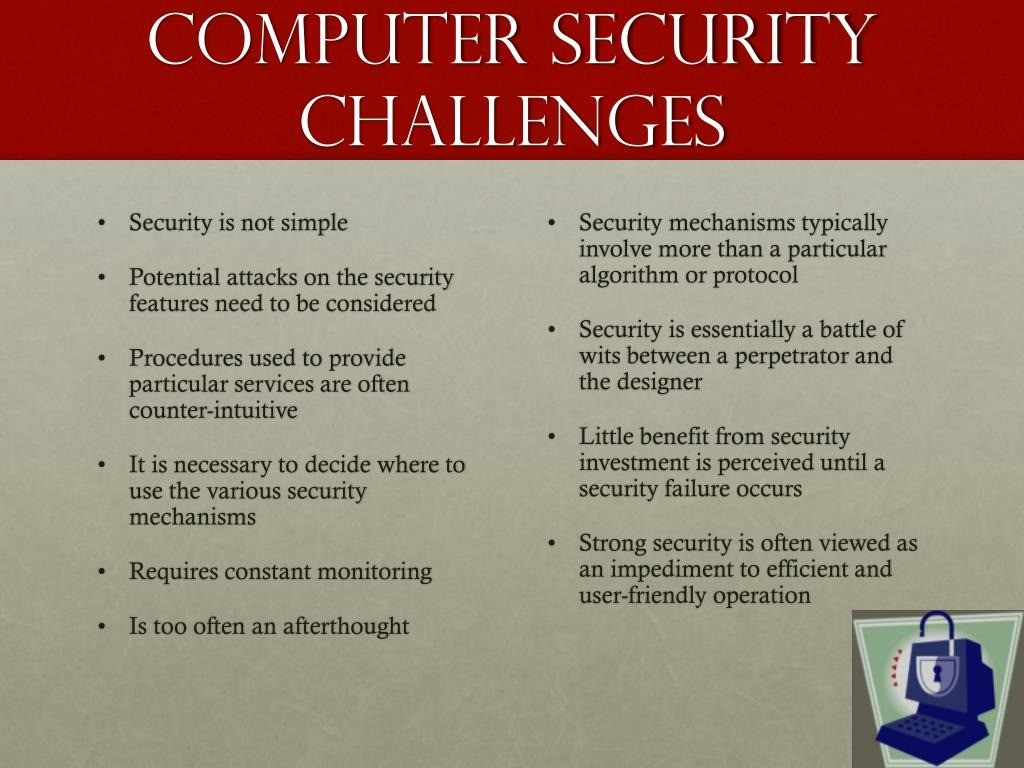 COMPUTER SECURITY
CHALLENGES
• Security is not simple
• Potential attacks on the security
features need to be considered
• Procedures used to provide
particular services are often
counter-intuitive
• It is necessary to decide where to
use the various security
mechanisms
• Requires constant monitoring
• Is too often an afterthought
• Security mechanisms typically
involve more than a particular
algorithm or protocol
• Security is essentially a battle of
wits between a perpetrator and
the designer
• Little benefit from security
investment is perceived until a
security failure occurs
• Strong security is often viewed as
an impediment to efficient and
user-friendly operation